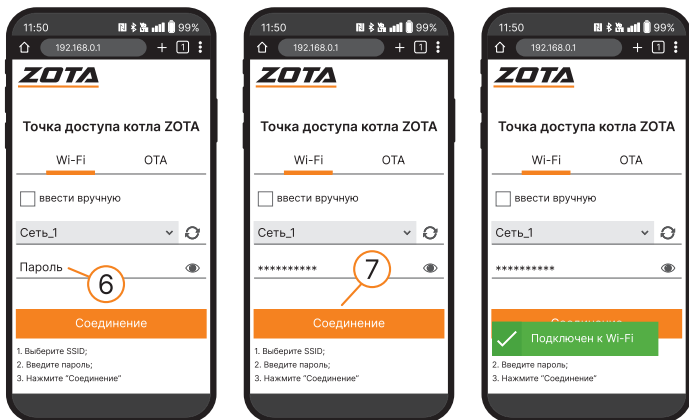 11:50 99%
192.168.0.1 + 1
ZOTA
Точка доступа котла ZOTA
Wi-Fi OTA
ввести вручную
Сеть_1
Пароль
6
Соединение
1. Выберите SSID;
2. Введите пароль;
3. Нажмите “Соединение”
11:50 99%
192.168.0.1 + 1
ZOTA
Точка доступа котла ZOTA
Wi-Fi OTA
ввести вручную
Сеть_1
**********
7
Соединение
1. Выберите SSID;
2. Введите пароль;
3. Нажмите “Соединение”
11:50 99%
192.168.0.1 + 1
ZOTA
Точка доступа котла ZOTA
Wi-Fi OTA
ввести вручную
Сеть_1
**********
Подключен к Wi-Fi
2. Введите пароль;
3. Нажмите “Соединение”